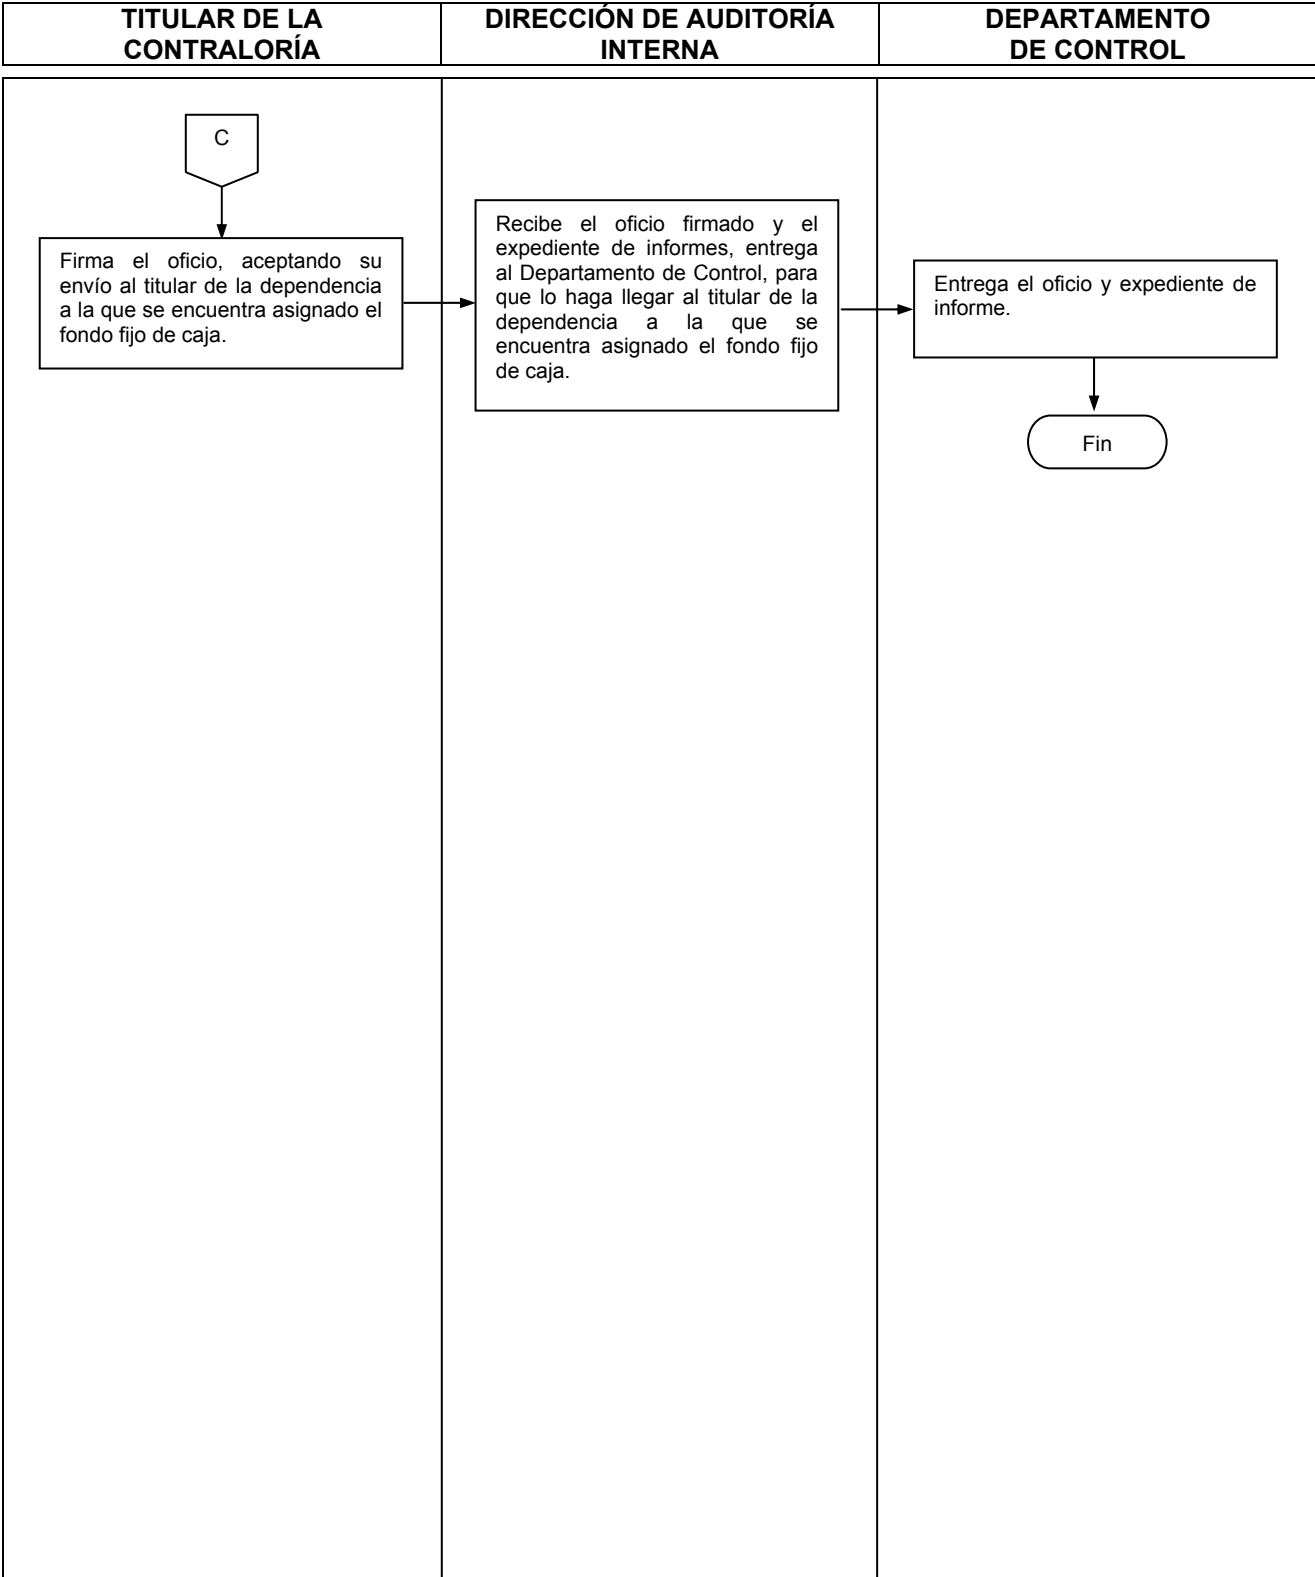 TITULAR DE LA
CONTRALORÍA
DIRECCIÓN DE AUDITORÍA
INTERNA
DEPARTAMENTO
DE CONTROL
C
Firma el oficio, aceptando su
envío al titular de la dependencia
a la que se encuentra asignado el
fondo fijo de caja.
Recibe el oficio firmado y el
expediente de informes, entrega
al Departamento de Control, para
que lo haga llegar al titular de la
dependencia a la que se
encuentra asignado el fondo fijo
de caja.
Entrega el oficio y expediente de
informe.
Fin